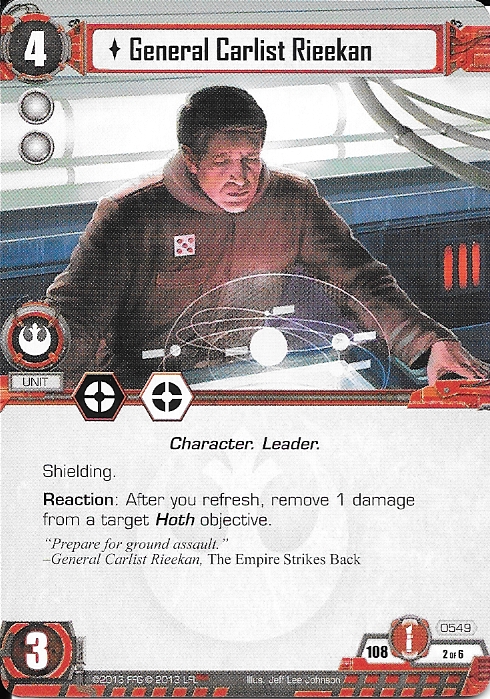 4
General Carlist Rieekan
UNIT
Character. Leader.
Shielding.
Reaction: After you refresh, remove 1 damage
from a target Hoth objective.
"Prepare for ground assault."
–General Carlist Rieekan, The Empire Strikes Back
3
108
1
0549
2 OF 6
©2013 FFG © 2013 LFL
Illus. Jeff Lee Johnson